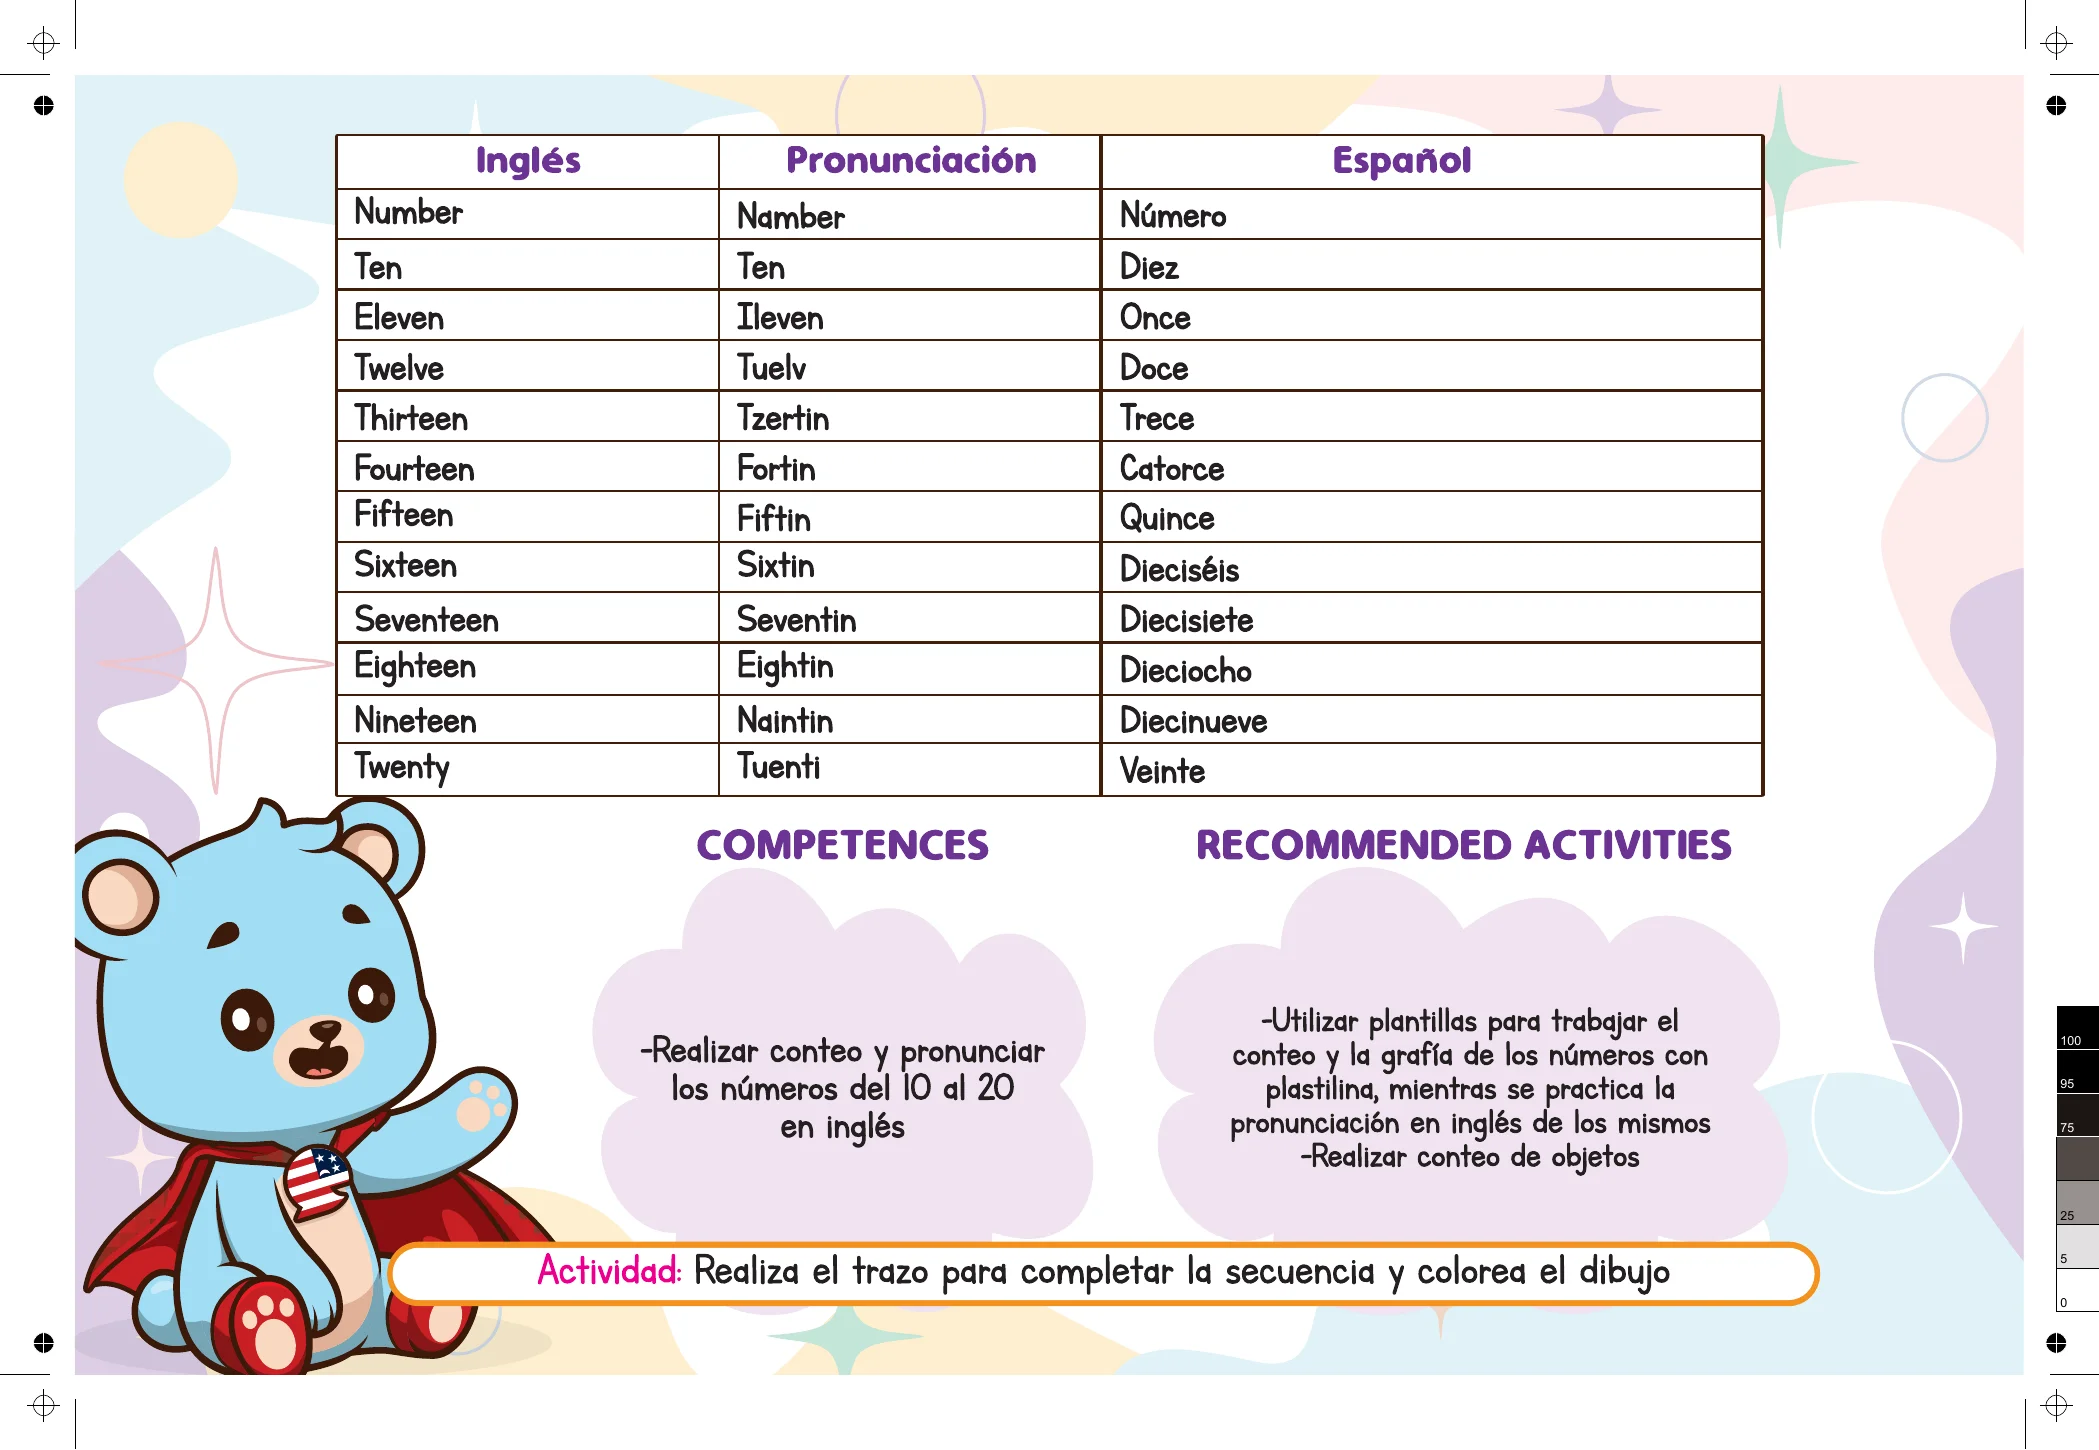 Inglés Pronunciación Español
Number Namber Número
Ten Ten Diez
Eleven Ileven Once
Twelve Tuelv Doce
Thirteen Tzertin Trece
Fourteen Fortin Catorce
Fifteen Fiftin Quince
Sixteen Sixtin Dieciséis
Seventeen Seventin Diecisiete
Eighteen Eightin Dieciocho
Nineteen Naintin Diecinueve
Twenty Tuenti Veinte
COMPETENCES
-Realizar conteo y pronunciar
los números del 10 al 20
en inglés
RECOMMENDED ACTIVITIES
-Utilizar plantillas para trabajar el
conteo y la grafía de los números con
plastilina, mientras se practica la
pronunciación en inglés de los mismos
-Realizar conteo de objetos
Actividad: Realiza el trazo para completar la secuencia y colorea el dibujo
100
95
75
25
5
0